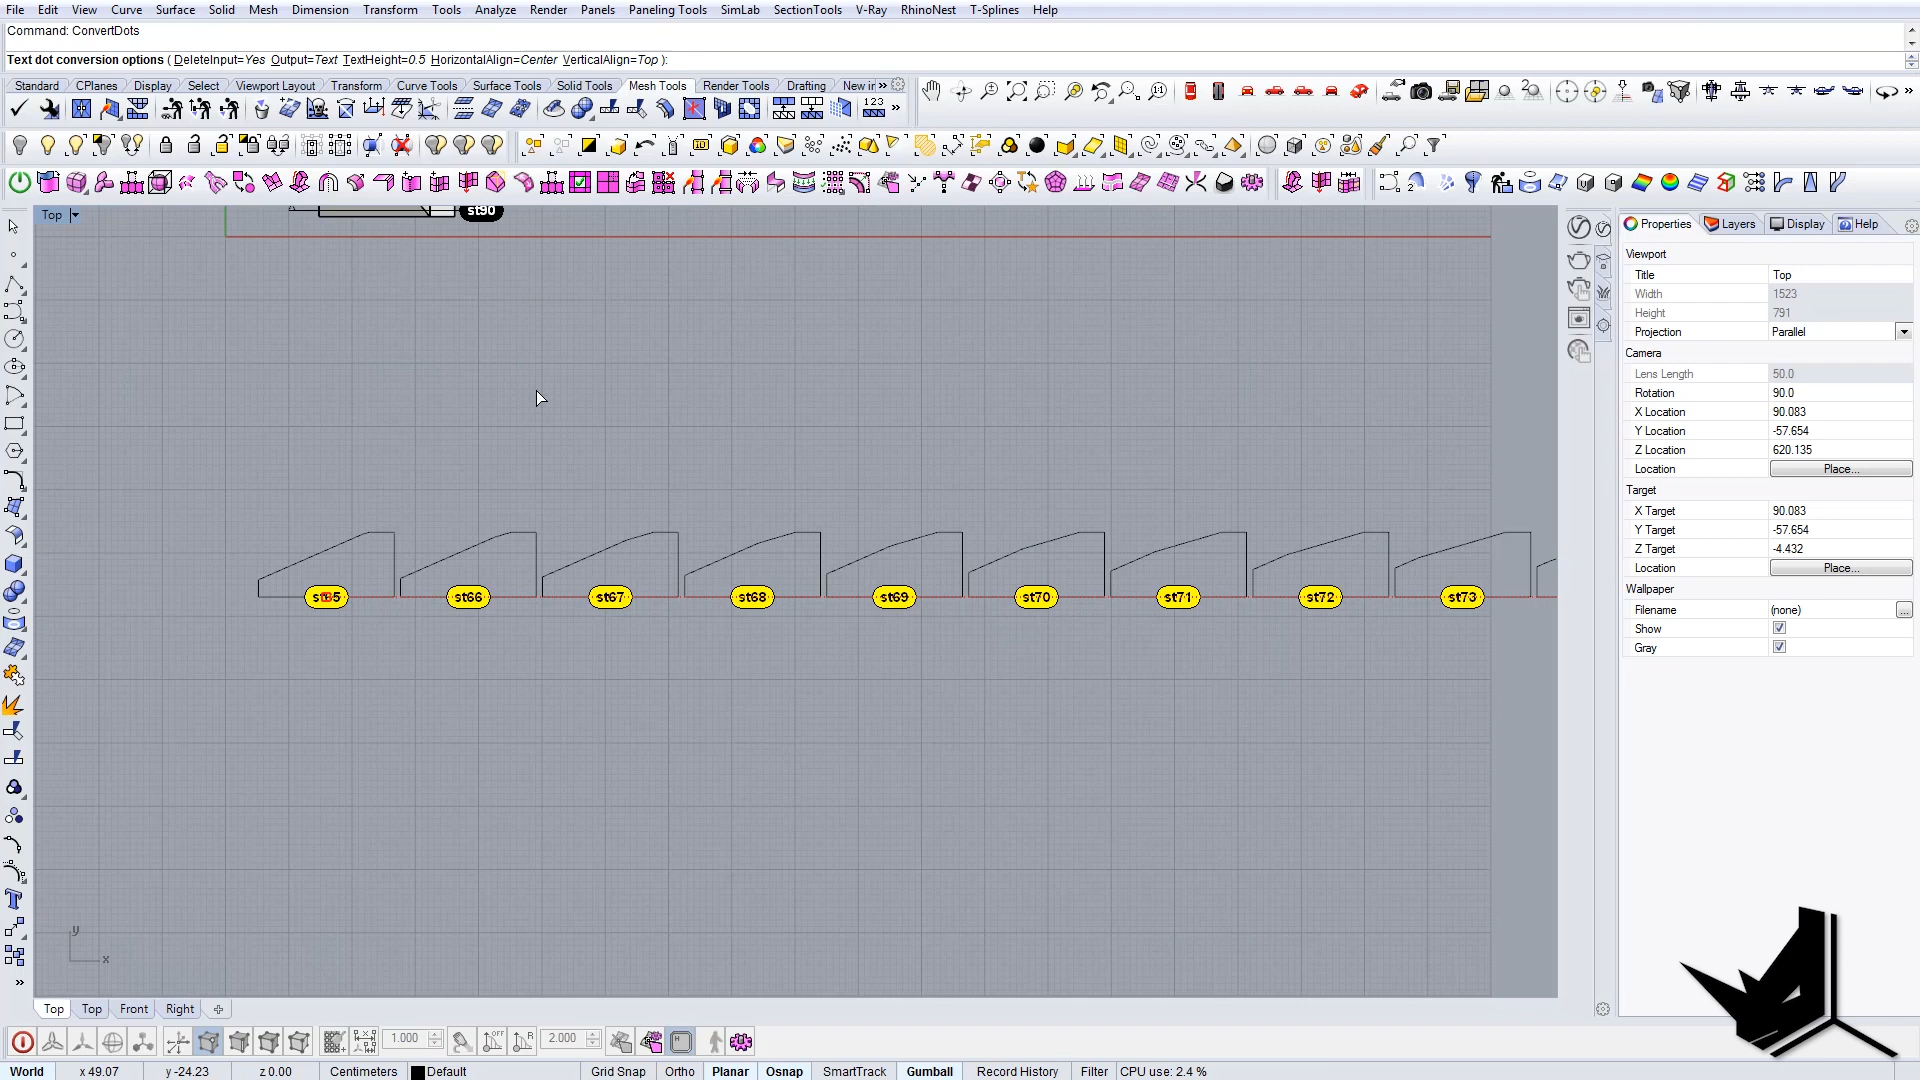 File Edit View Curve Surface Solid Mesh Dimension Transform Tools Analyze Render Panels Paneling Tools SimLab SectionTools V-Ray RhinoNest T-Splines Help
Command: ConvertDots
Text dot conversion options ( DeleteInput=Yes Output=Text TextHeight=0.5 HorizontalAlign=Center VerticalAlign=Top ):
Standard CPlanes Display Select Viewport Layout Transform Curve Tools Surface Tools Solid Tools Mesh Tools Render Tools Drafting New in
Top
st90
st66 st67 st68 st69 st70 st71 st72 st73
y
x
Properties Layers Display Help
Viewport
Title Top
Width 1523
Height 791
Projection Parallel
Camera
Lens Length 50.0
Rotation 90.0
X Location 90.083
Y Location -57.654
Z Location 620.135
Location Place...
Target
X Target 90.083
Y Target -57.654
Z Target -4.432
Location Place...
Wallpaper
Filename (none) ...
Show
Gray
Top Top Front Right
1.000 2.000
World x 49.07 y -24.23 z 0.00 Centimeters Default Grid Snap Ortho Planar Osnap SmartTrack Gumball Record History Filter CPU use: 2.4 %